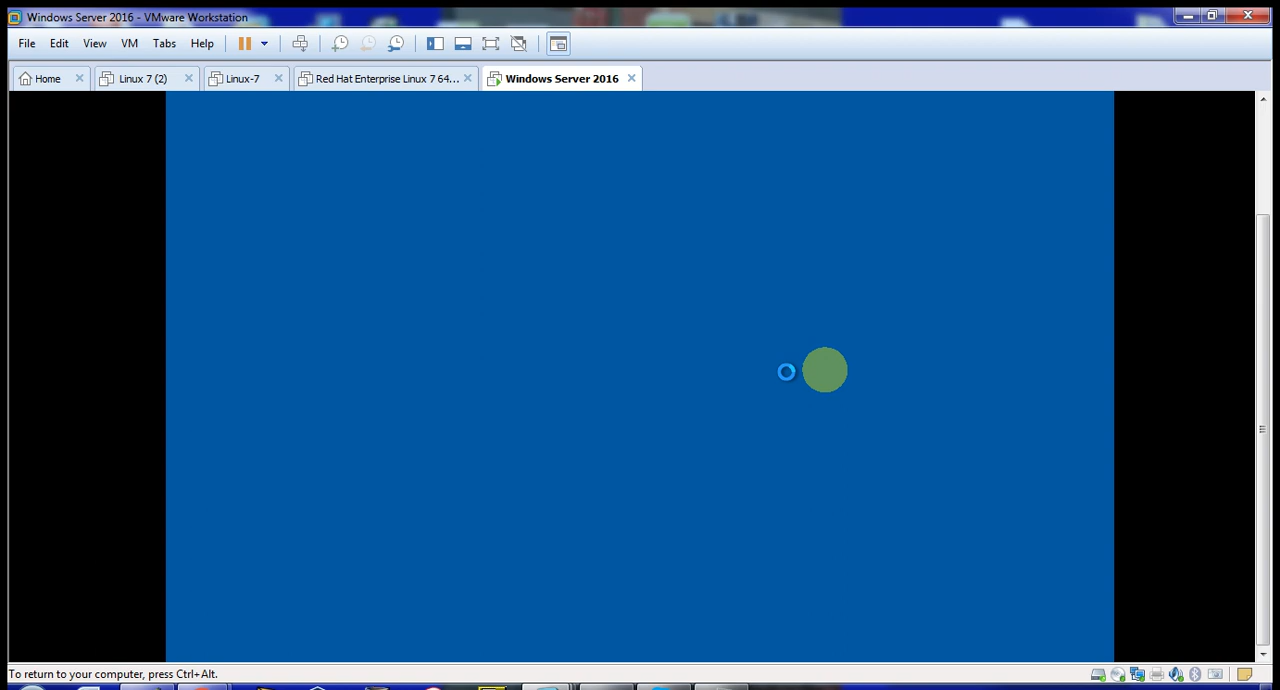 Windows Server 2016 - VMware Workstation
File Edit View VM Tabs Help
Home Linux 7 (2) Linux-7 Red Hat Enterprise Linux 7 64... Windows Server 2016
To return to your computer, press Ctrl+Alt.